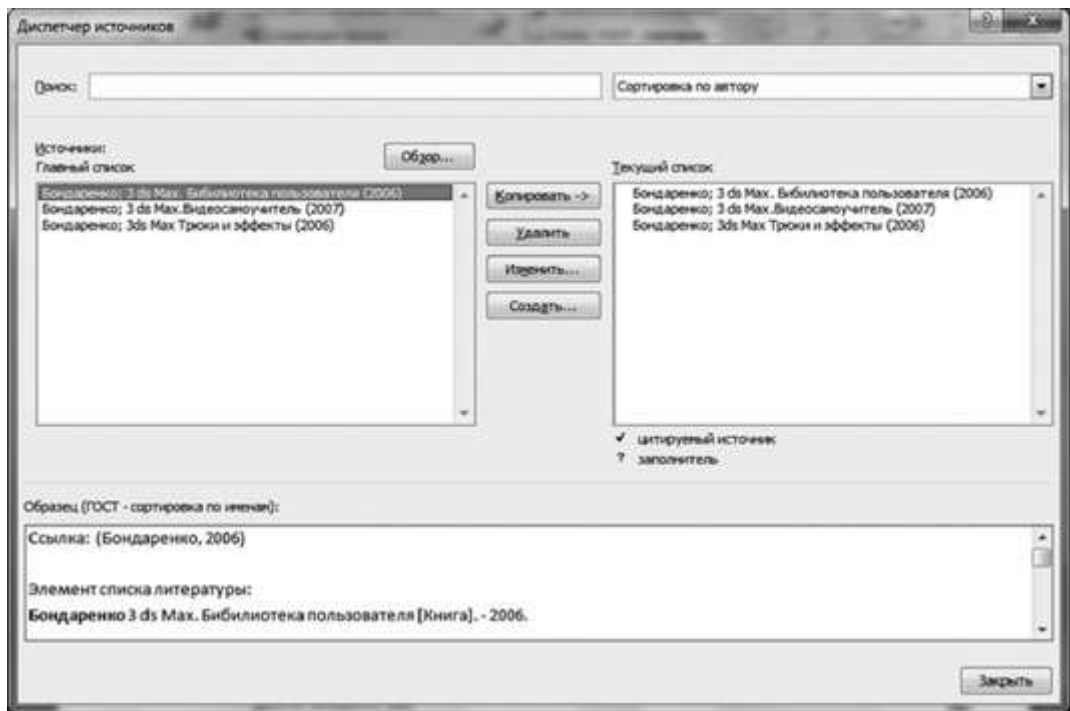 Диспетчер источников
Поиск:
Сортировка по автору
Источники:
Главный список
Обзор...
Текущий список
Бондаренко; 3 ds Max. Бибилиотека пользователя (2006)
Бондаренко; 3 ds Max.Видеосамоучитель (2007)
Бондаренко; 3ds Max Трюки и эффекты (2006)
Копировать ->
Удалить
Изменить...
Создать...
Бондаренко; 3 ds Max. Бибилиотека пользователя (2006)
Бондаренко; 3 ds Max.Видеосамоучитель (2007)
Бондаренко; 3ds Max Трюки и эффекты (2006)
✓ цитируемый источник
? заполнитель
Образец (ГОСТ - сортировка по именам):
Ссылка: (Бондаренко, 2006)
Элемент списка литературы:
Бондаренко 3 ds Max. Бибилиотека пользователя [Книга]. - 2006.
Закрыть